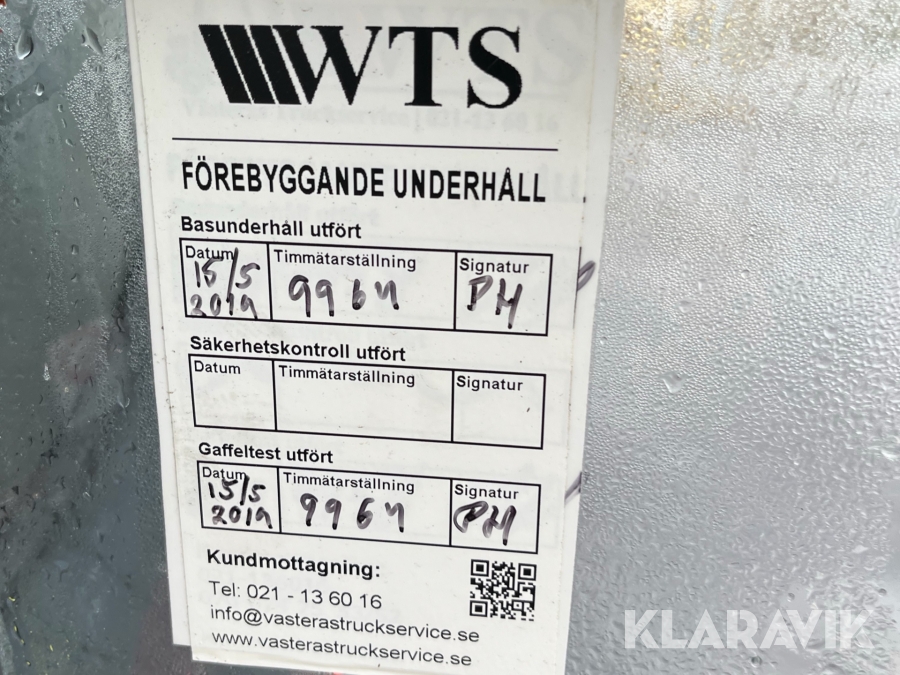 WTS
FÖREBYGGANDE UNDERHÅLL
Basunderhåll utfört
Datum Timmätarställning Signatur
15/5 2019 9964 PH
Säkerhetskontroll utfört
Datum Timmätarställning Signatur
Gaffeltest utfört
Datum Timmätarställning Signatur
15/5 2019 9964 PH
Kundmottagning:
Tel: 021 - 13 60 16
info@vasterastruckservice.se
www.vasterastruckservice.se
KLARAVIK